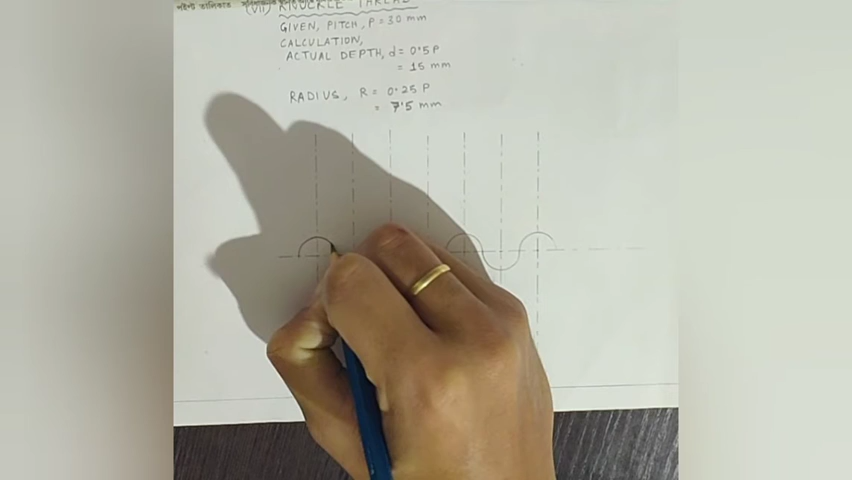 (vii) KNUCKLE THREAD
GIVEN, PITCH, P = 30 mm
CALCULATION,
ACTUAL DEPTH, d = 0.5 P
= 15 mm
RADIUS, R = 0.25 P
= 7.5 mm